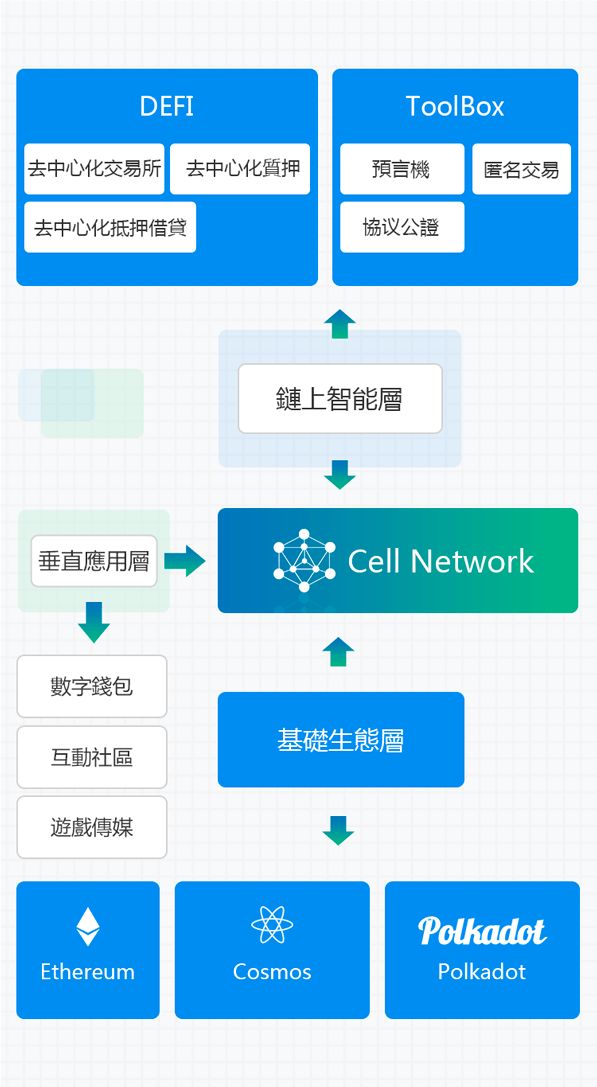 DEFI
去中心化交易所
去中心化質押
去中心化抵押借貸
ToolBox
預言機
匿名交易
協议公證
鏈上智能層
垂直應用層
Cell Network
數字錢包
互動社區
遊戲傳媒
基礎生態層
Ethereum
Cosmos
Polkadot
Polkadot